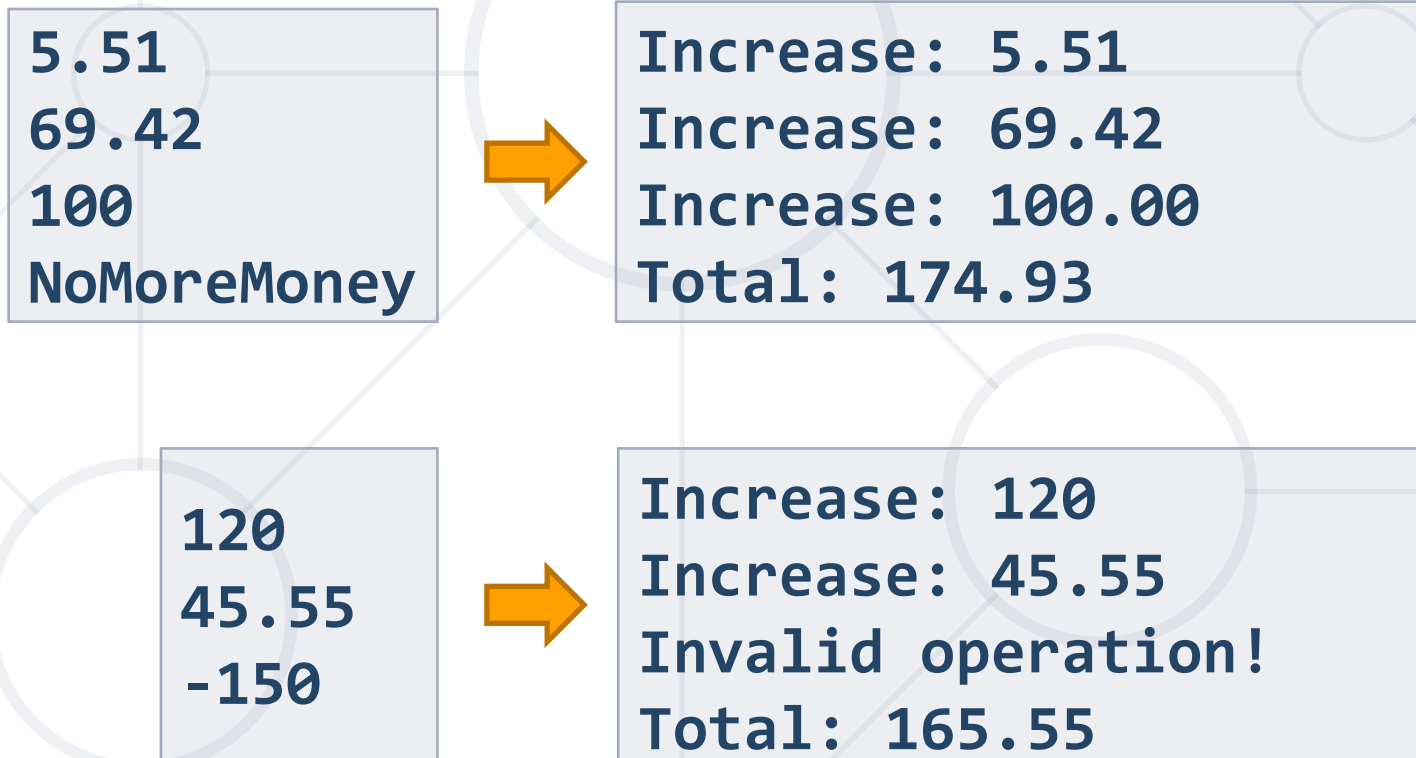 5.51
69.42
100
NoMoreMoney
Increase: 5.51
Increase: 69.42
Increase: 100.00
Total: 174.93
120
45.55
-150
Increase: 120
Increase: 45.55
Invalid operation!
Total: 165.55